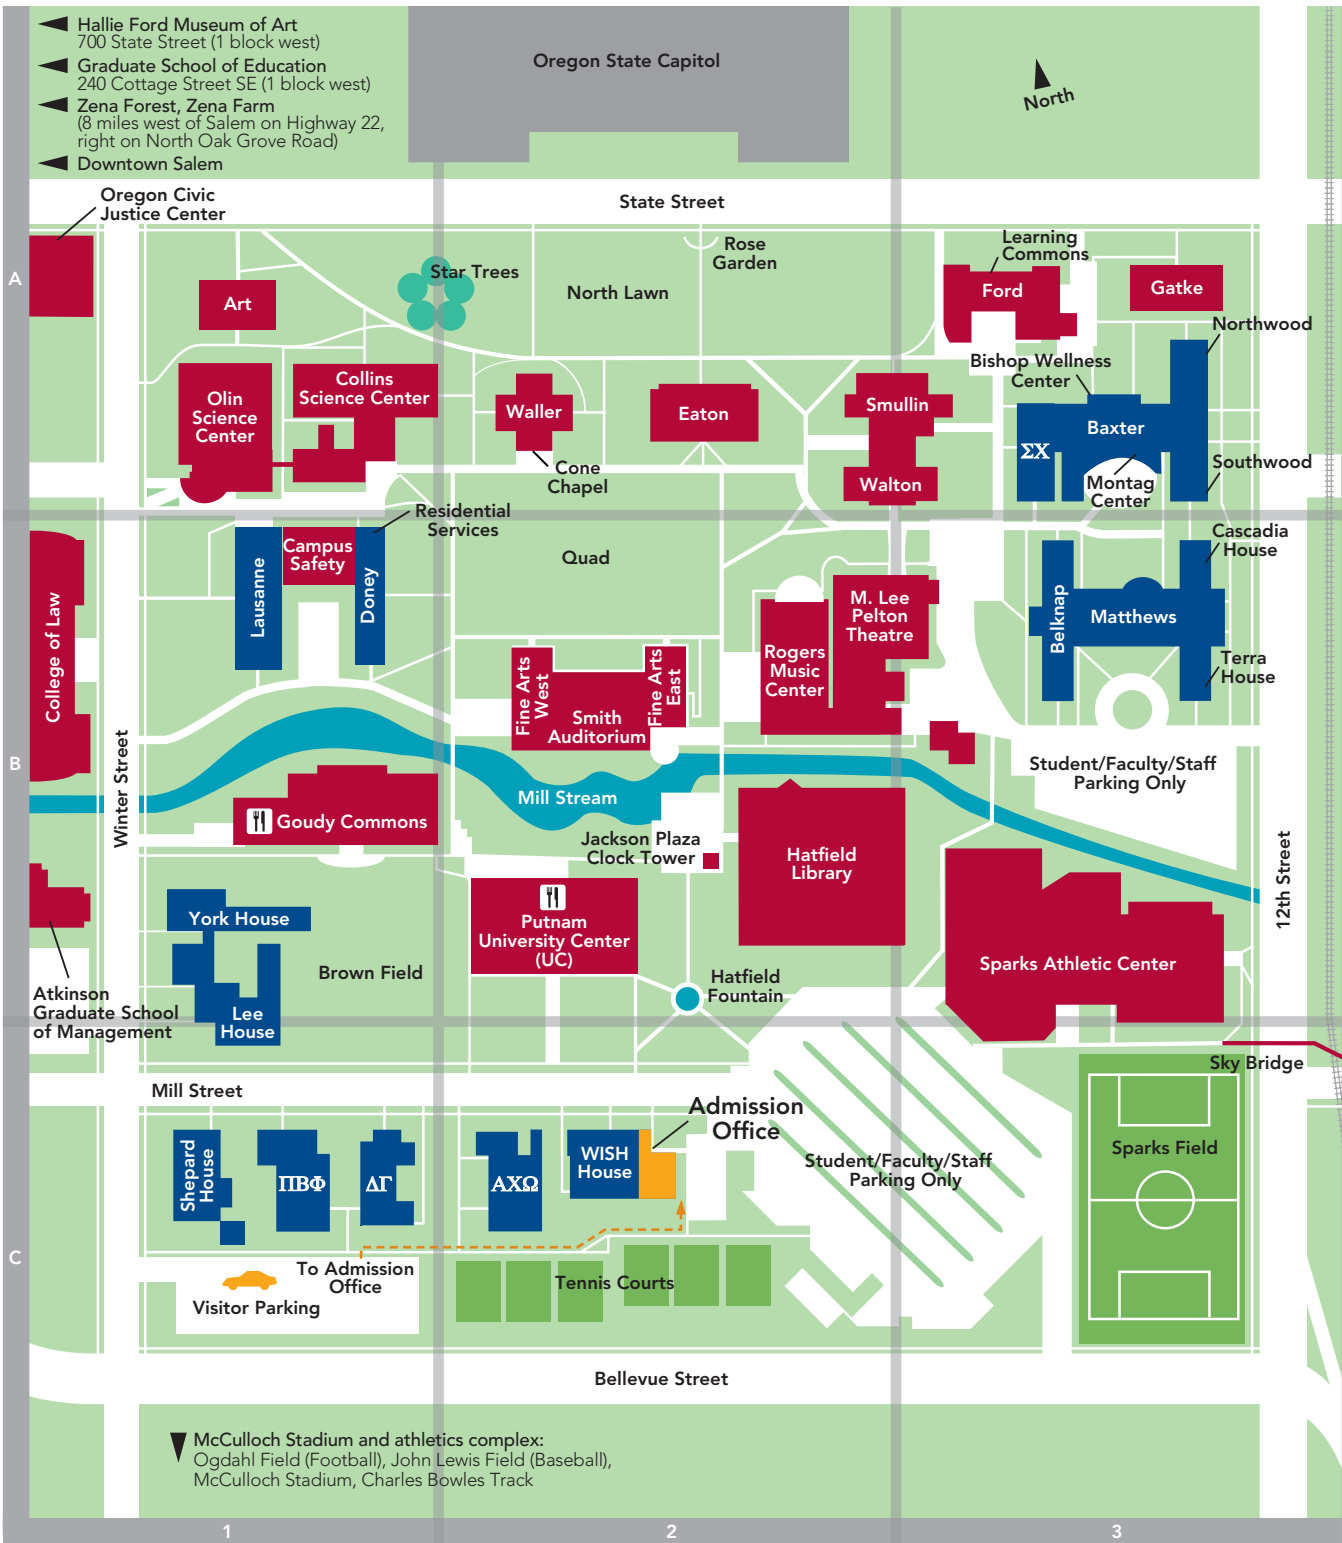 Hallie Ford Museum of Art
700 State Street (1 block west)
Graduate School of Education
240 Cottage Street SE (1 block west)
Zena Forest, Zena Farm
(8 miles west of Salem on Highway 22,
right on North Oak Grove Road)
Downtown Salem
Oregon State Capitol
North
Oregon Civic
Justice Center
State Street
A
Star Trees
Rose
Garden
North Lawn
Learning
Commons
Ford
Gatke
Art
Northwood
Olin
Science
Center
Collins
Science Center
Waller
Eaton
Smullin
Bishop Wellness
Center
Baxter
ΣΧ
Cone
Chapel
Walton
Montag
Center
Southwood
Residential
Services
Quad
Cascadia
House
Lausanne
Campus
Safety
Doney
College of Law
M. Lee
Pelton
Theatre
Rogers
Music
Center
Belknap
Matthews
Terra
House
Fine Arts
West
Smith
Auditorium
Fine Arts
East
B
Winter Street
Student/Faculty/Staff
Parking Only
Mill Stream
Goudy Commons
Jackson Plaza
Clock Tower
Hatfield
Library
12th Street
York House
Putnam
University Center
(UC)
Brown Field
Hatfield
Fountain
Sparks Athletic Center
Atkinson
Graduate School
of Management
Lee
House
Sky Bridge
Mill Street
Admission
Office
Shepard
House
ΠΒΦ
ΔΓ
ΑΧΩ
WISH
House
Student/Faculty/Staff
Parking Only
Sparks Field
C
To Admission
Office
Visitor Parking
Tennis Courts
Bellevue Street
McCulloch Stadium and athletics complex:
Ogdahl Field (Football), John Lewis Field (Baseball),
McCulloch Stadium, Charles Bowles Track
1
2
3